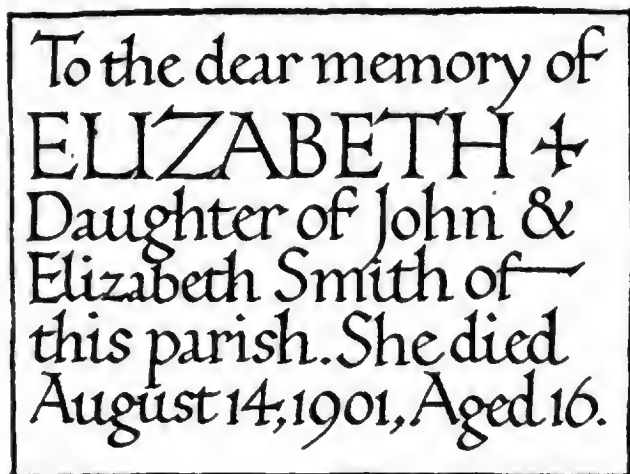 To the dear memory of
ELIZABETH +
Daughter of John &
Elizabeth Smith of
this parish. She died
August 14, 1901, Aged 16.